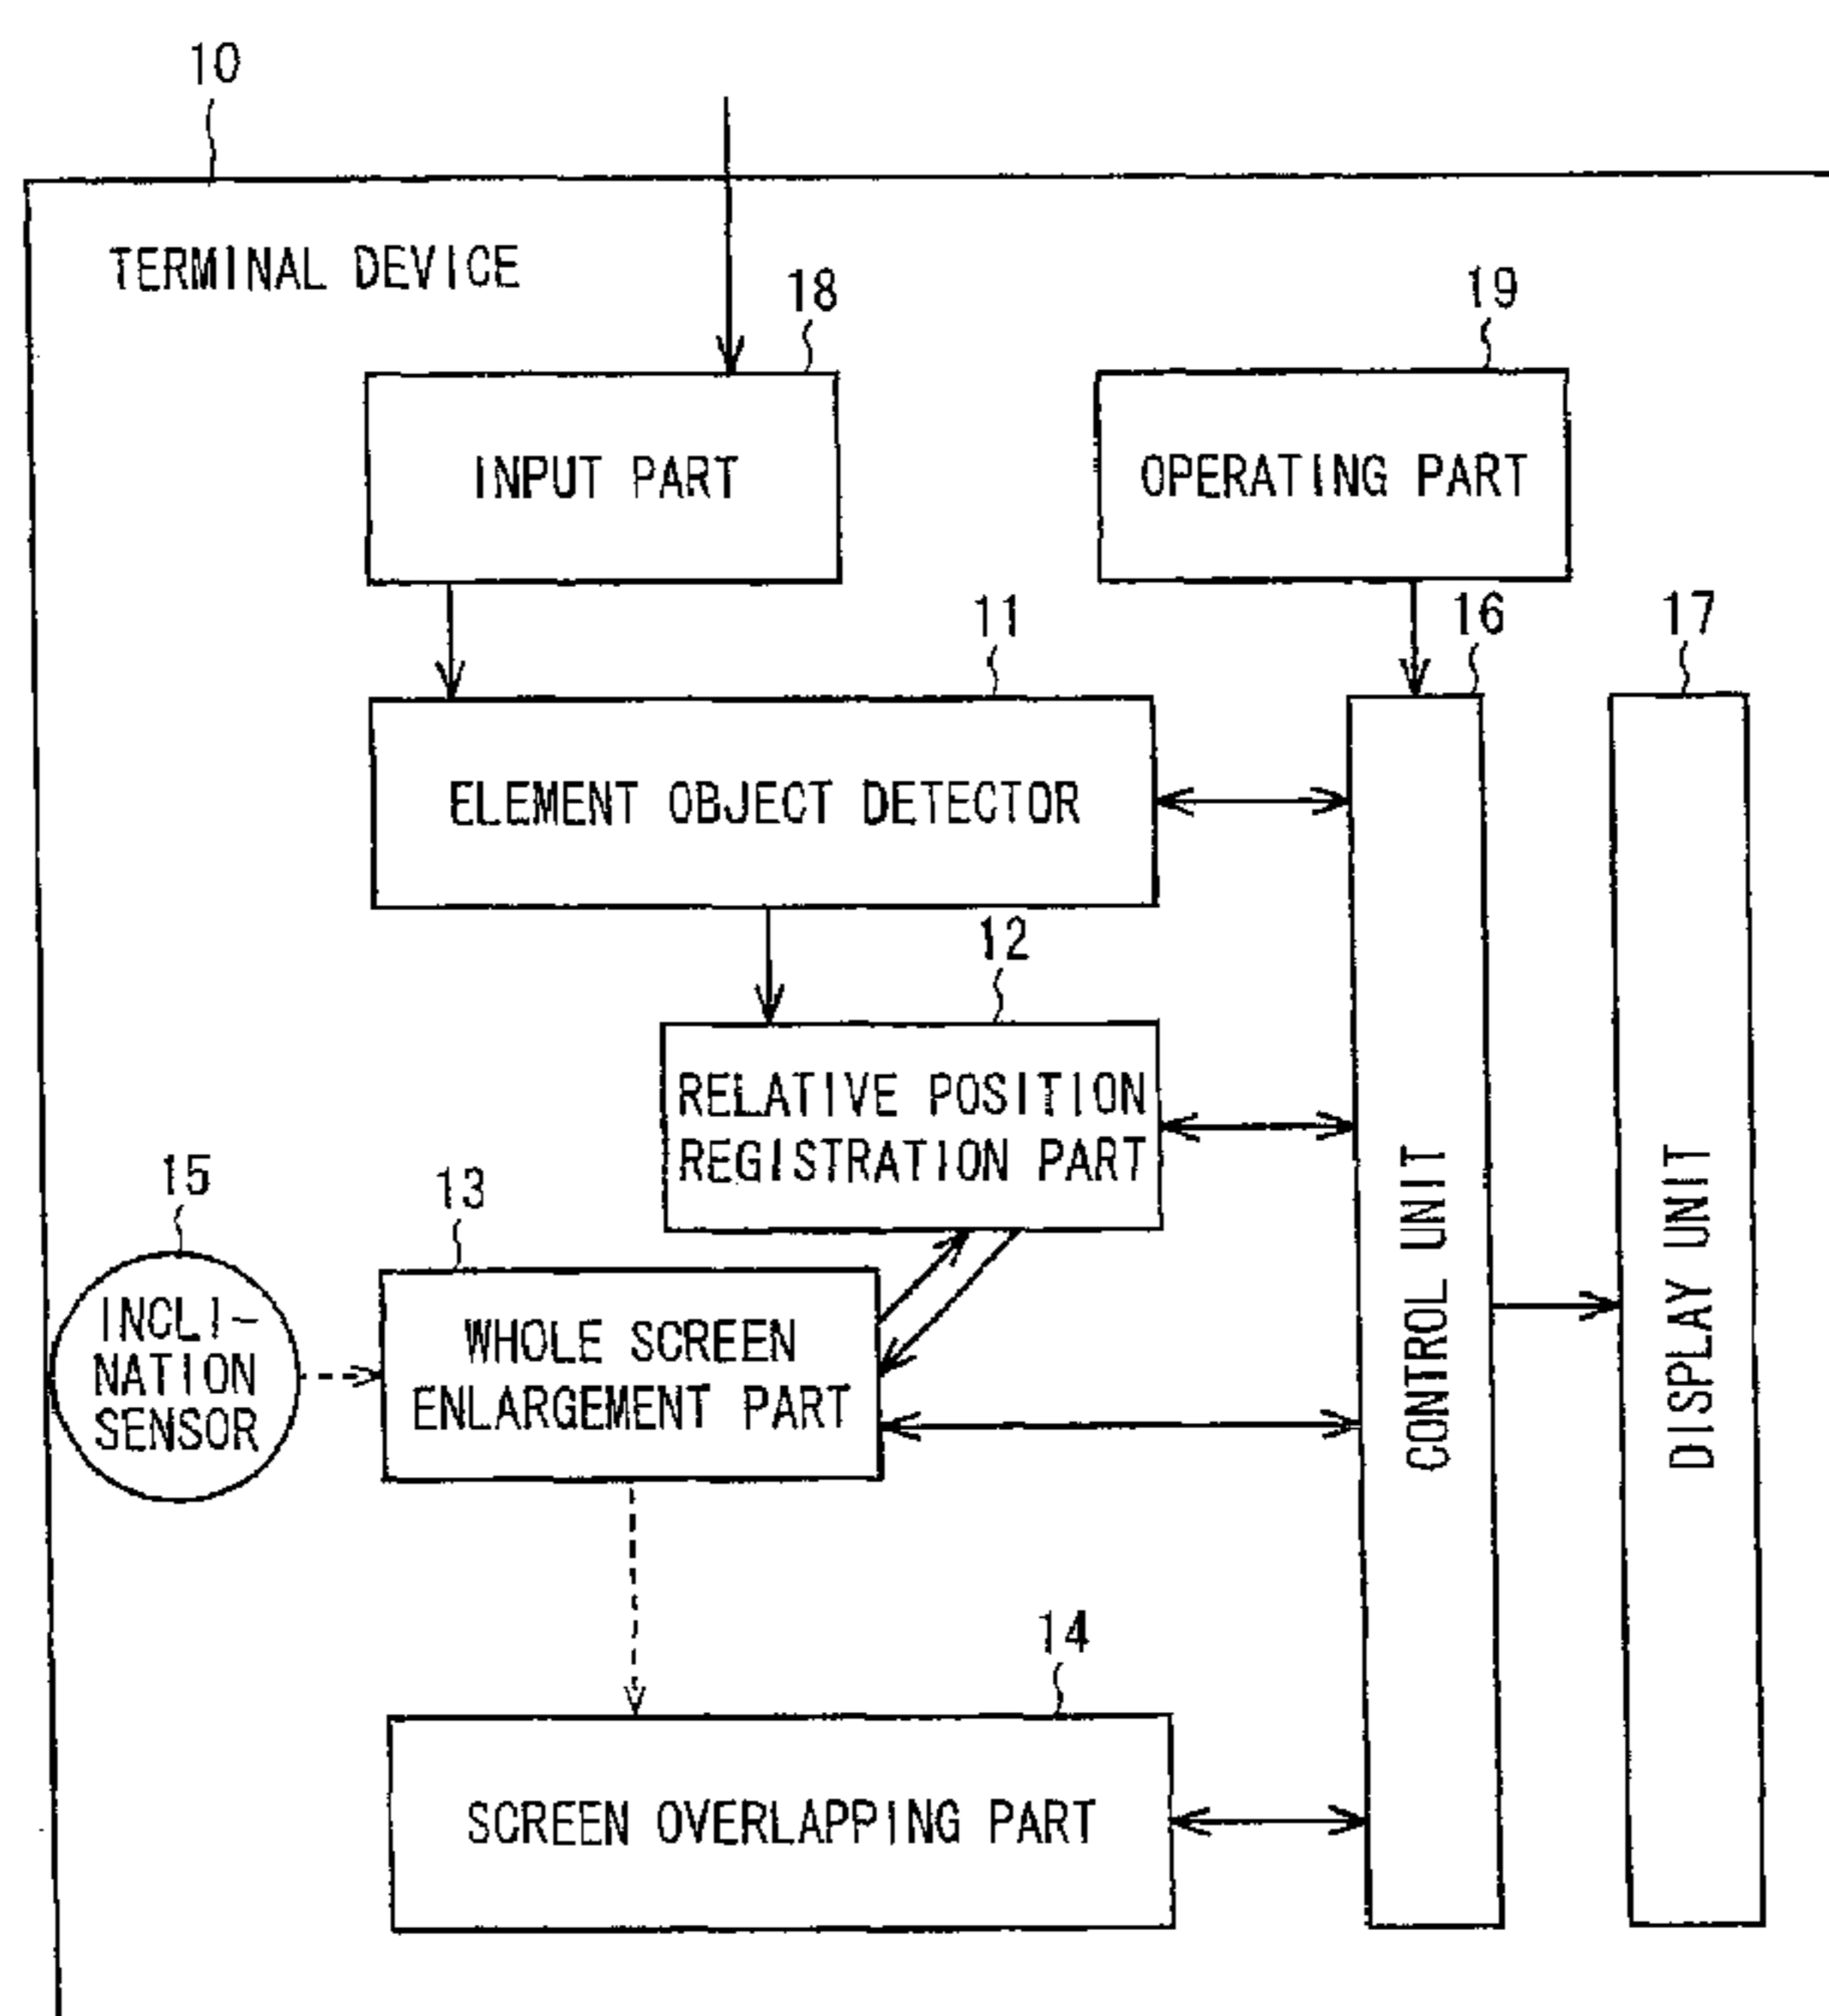 10
TERMINAL DEVICE
18
19
INPUT PART
OPERATING PART
11
16
17
ELEMENT OBJECT DETECTOR
12
RELATIVE POSITION
REGISTRATION PART
15
13
INCLI-
NATION
SENSOR
WHOLE SCREEN
ENLARGEMENT PART
CONTROL UNIT
DISPLAY UNIT
14
SCREEN OVERLAPPING PART